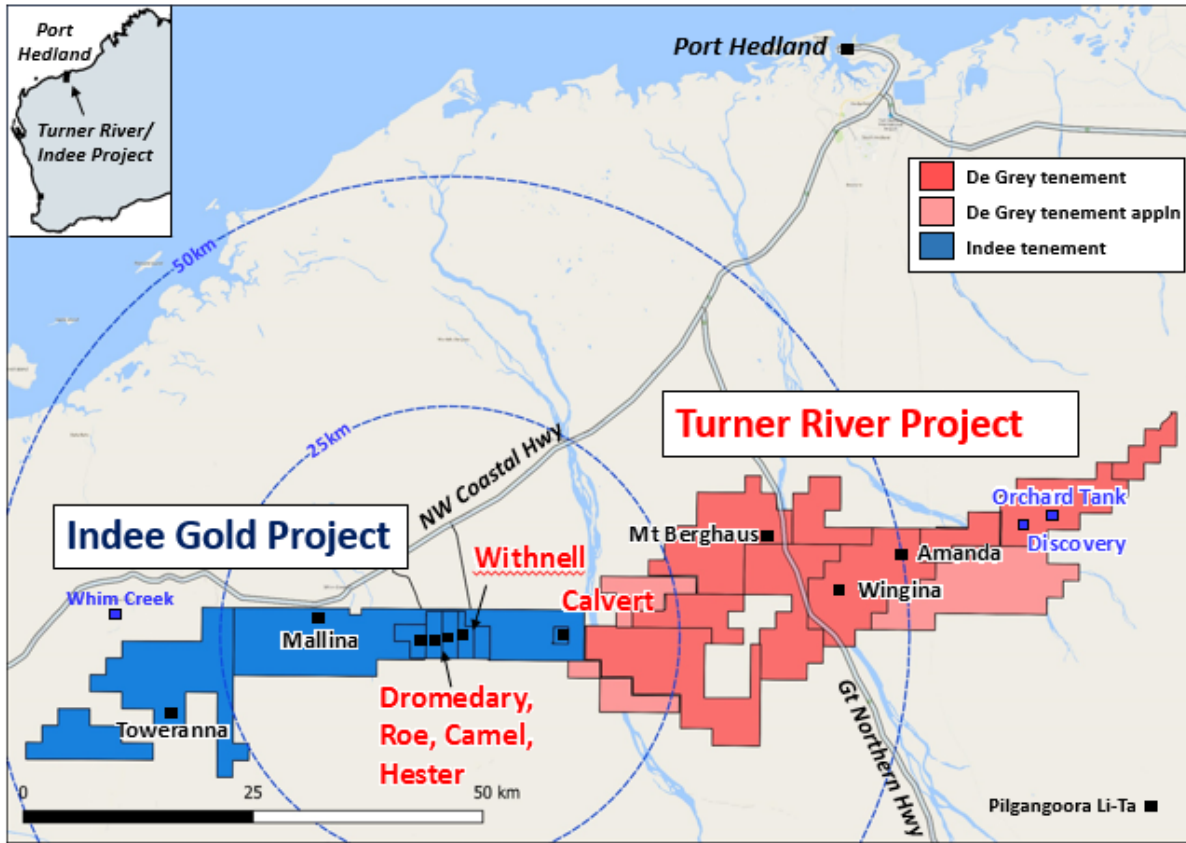 Port
Hedland
Turner River/
Indee Project
Port Hedland
De Grey tenement
De Grey tenement appln
Indee tenement
50km
25km
NW Coastal Hwy
Turner River Project
Indee Gold Project
Orchard Tank
Discovery
Mt Berghaus
Amanda
Wingina
Withnell
Calvert
Whim Creek
Mallina
Dromedary,
Roe, Camel,
Hester
Toweranna
Gt Northern Hwy
0
25
50 km
Pilgangoora Li-Ta